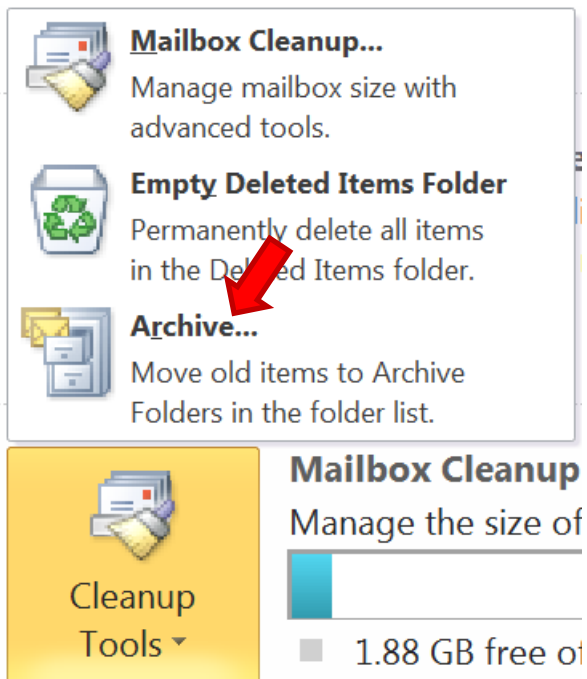 Mailbox Cleanup...
Manage mailbox size with
advanced tools.
Empty Deleted Items Folder
Permanently delete all items
in the Deleted Items folder.
Archive...
Move old items to Archive
Folders in the folder list.
Mailbox Cleanup
Manage the size of
Cleanup
Tools
1.88 GB free of